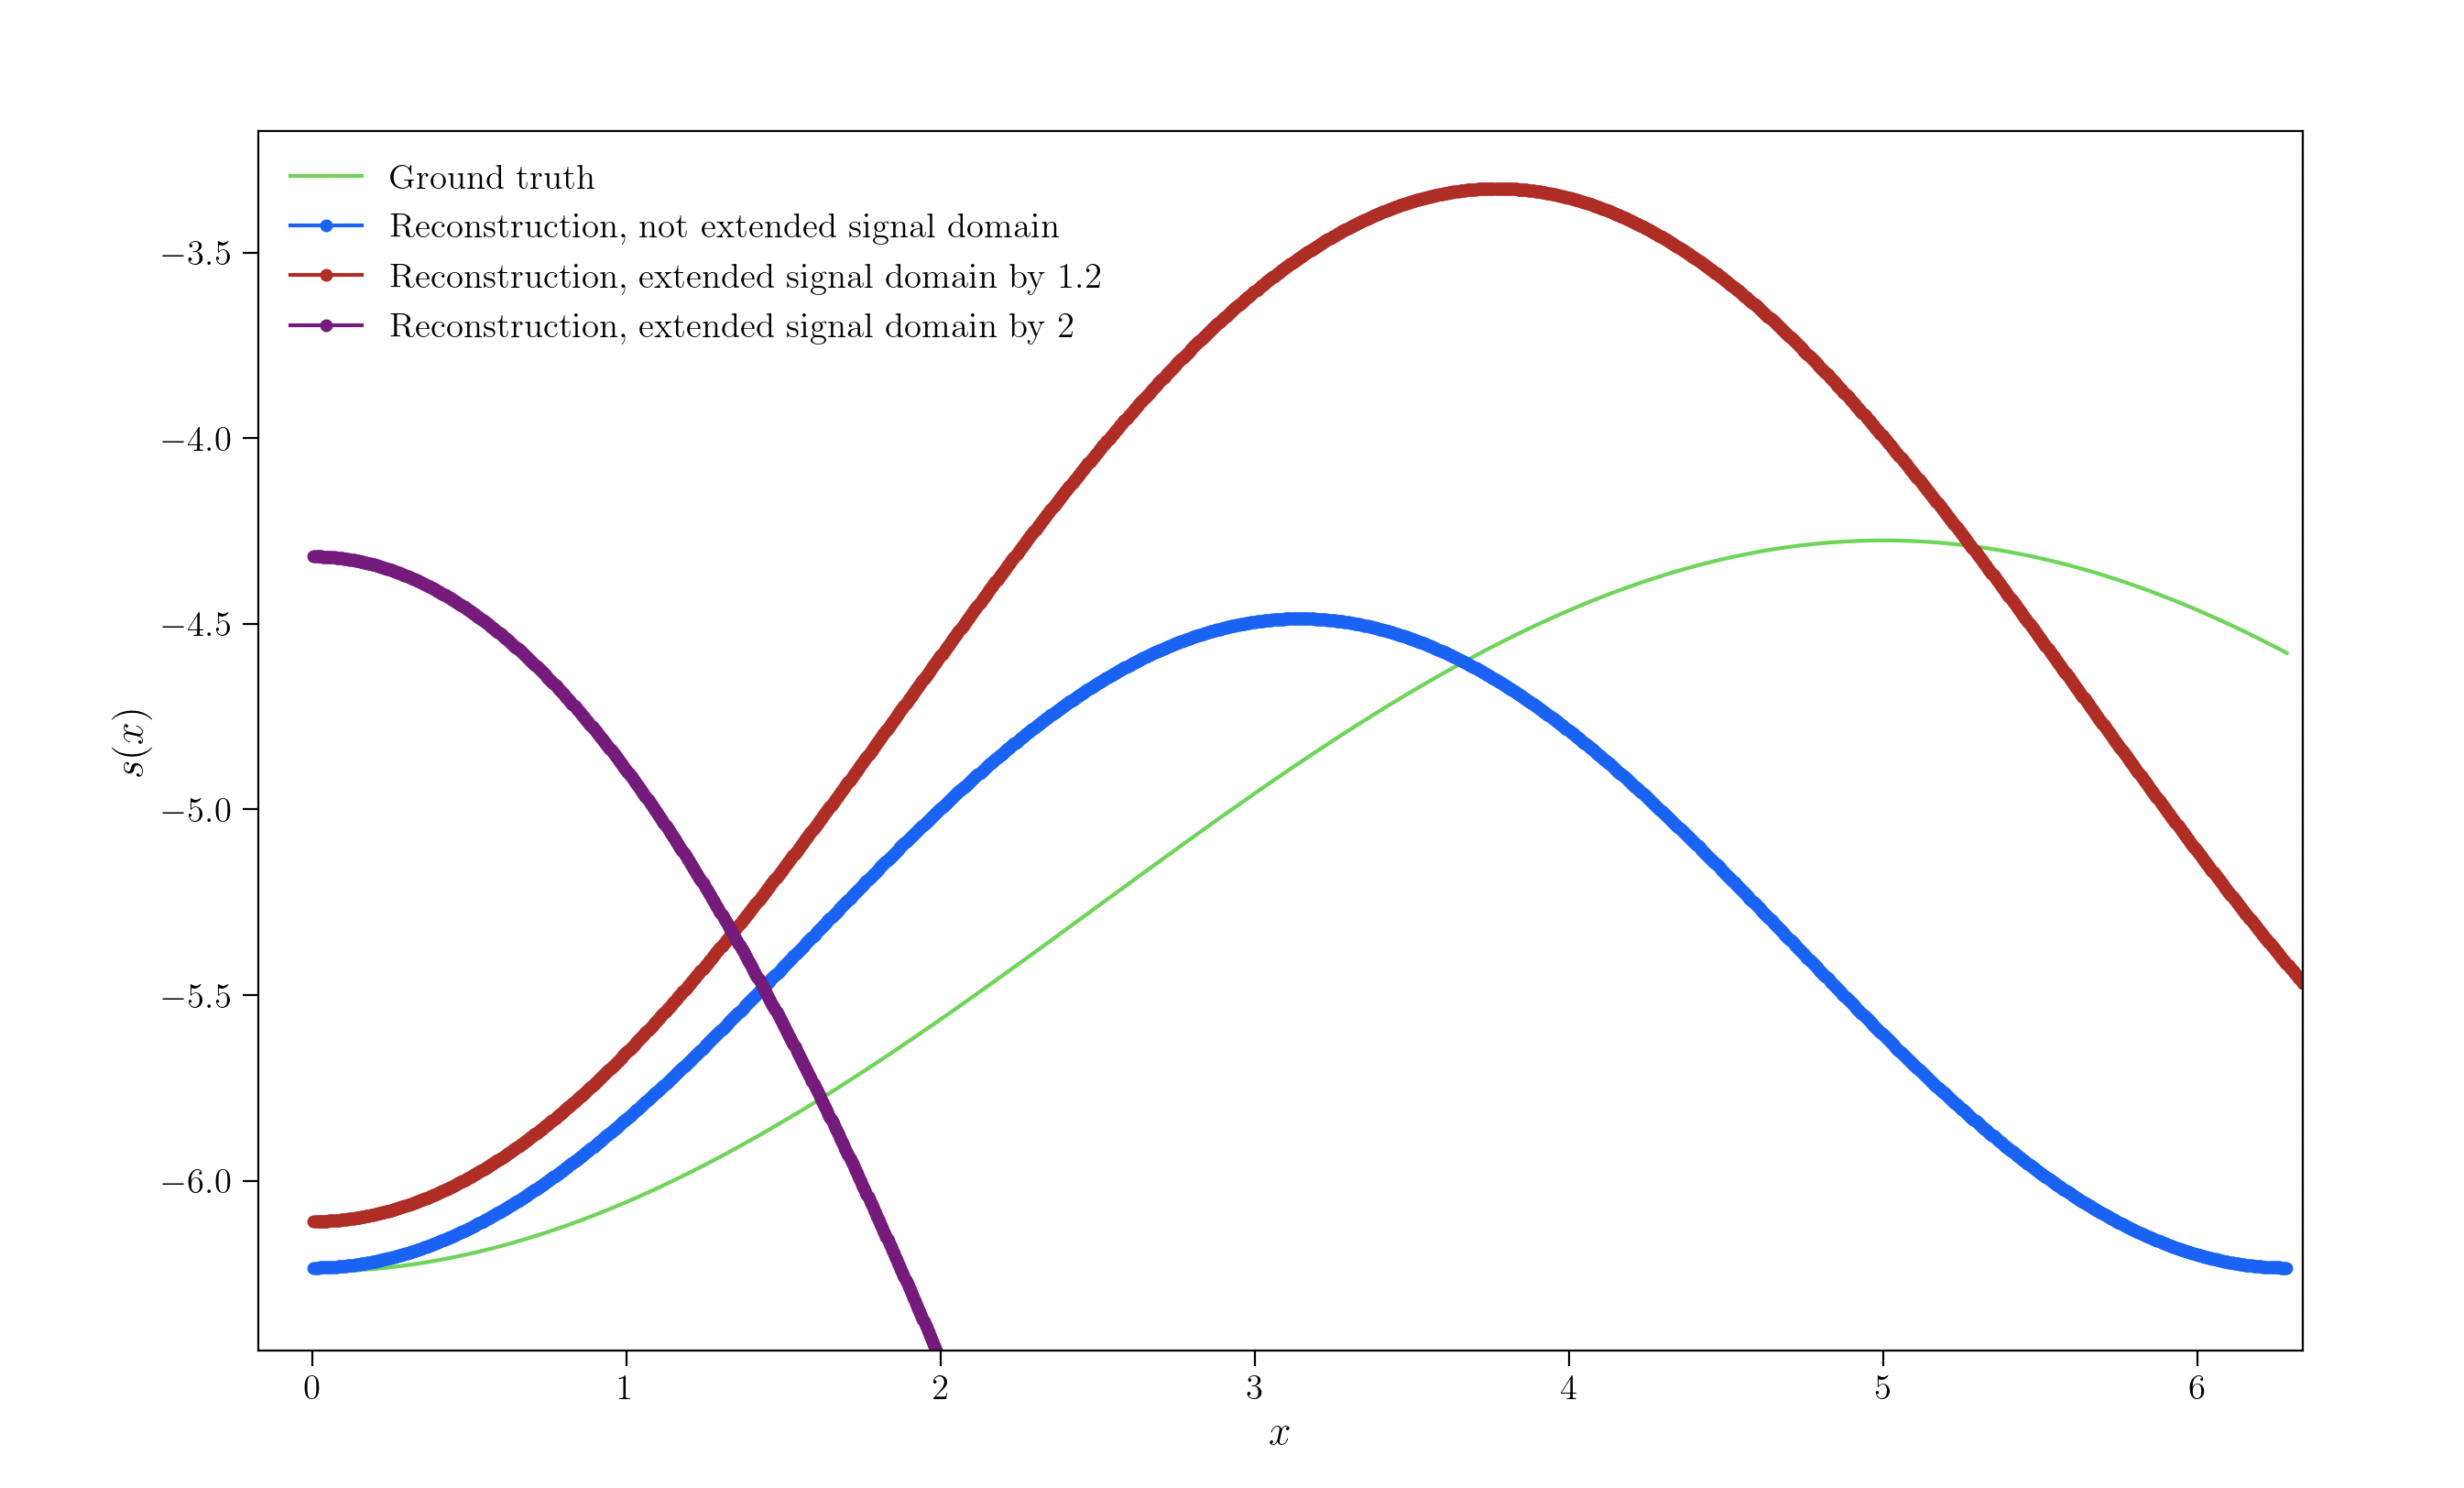 Ground truth
Reconstruction, not extended signal domain
Reconstruction, extended signal domain by 1.2
Reconstruction, extended signal domain by 2
−3.5
−4.0
−4.5
−5.0
−5.5
−6.0
s(x)
0 1 2 3 4 5 6
x